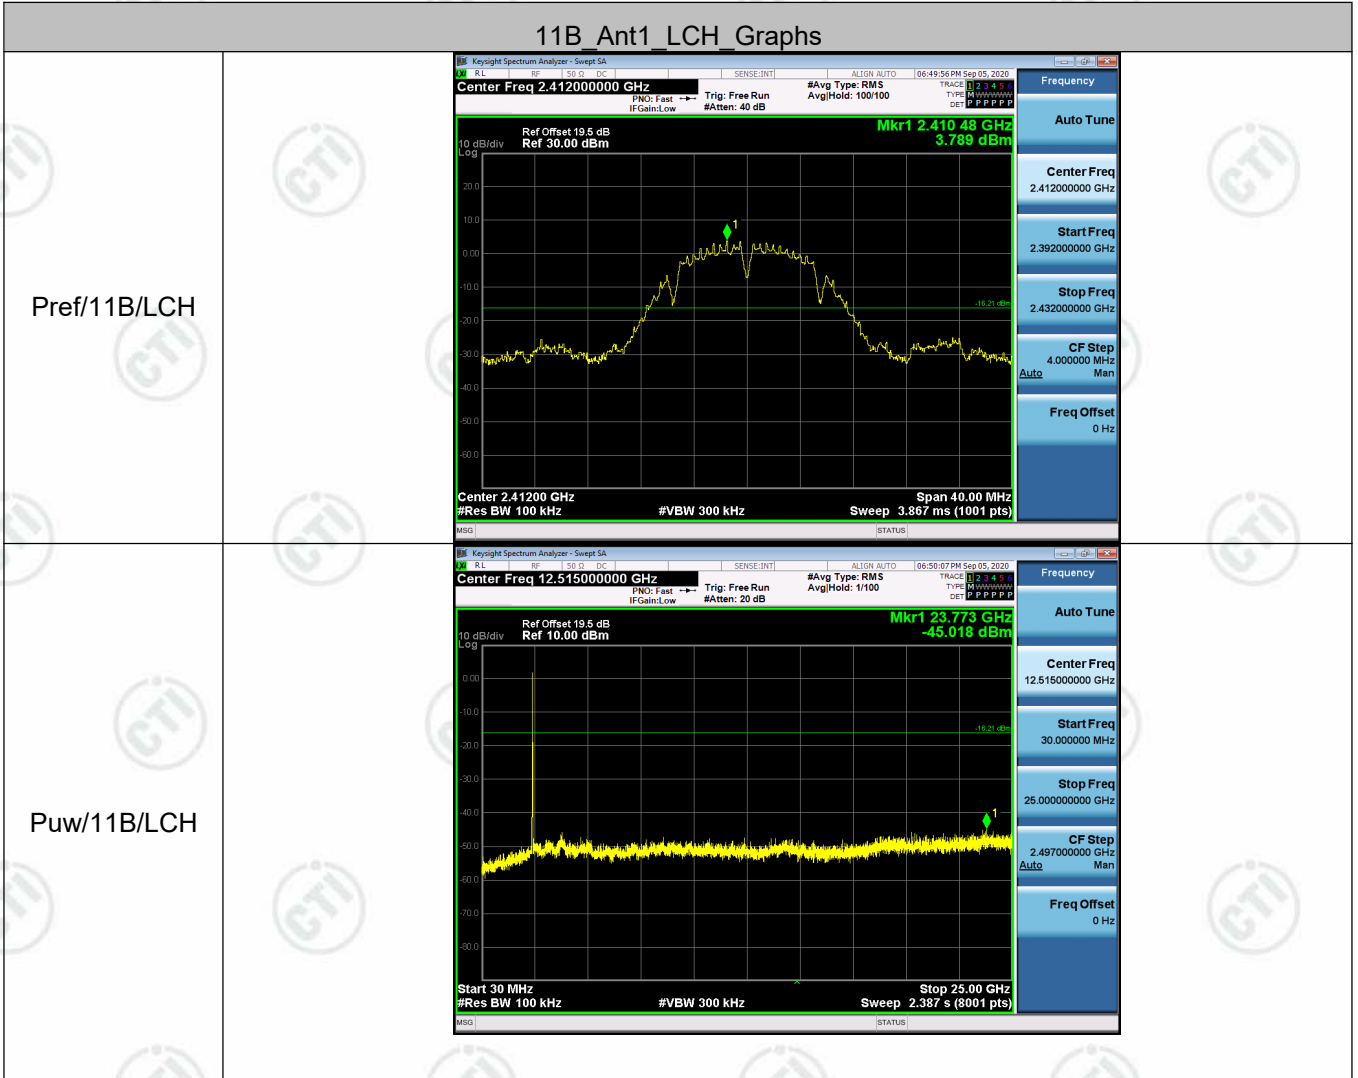 11B_Ant1_LCH_Graphs
Pref/11B/LCH
Keysight Spectrum Analyzer - Swept SA
RL RF 50 Ω DC SENSE:INT ALIGN AUTO 06:49:56 PM Sep 05, 2020
Center Freq 2.412000000 GHz
PNO: Fast
IFGain:Low
Trig: Free Run
#Atten: 40 dB
#Avg Type: RMS
Avg|Hold: 100/100
TRACE 1 2 3 4 5 6
TYPE M W W W W W
DET P P P P P P
Mkr1 2.410 48 GHz
3.789 dBm
Ref Offset 19.5 dB
10 dB/div Ref 30.00 dBm
Log
20.0
10.0
0.00
-10.0
-20.0
-30.0
-40.0
-50.0
-60.0
1
-16.21 dBm
Center 2.41200 GHz Span 40.00 MHz
#Res BW 100 kHz #VBW 300 kHz Sweep 3.867 ms (1001 pts)
MSG STATUS
Frequency
Auto Tune
Center Freq
2.412000000 GHz
Start Freq
2.392000000 GHz
Stop Freq
2.432000000 GHz
CF Step
4.000000 MHz
Auto Man
Freq Offset
0 Hz
Puw/11B/LCH
Keysight Spectrum Analyzer - Swept SA
RL RF 50 Ω DC SENSE:INT ALIGN AUTO 06:50:07 PM Sep 05, 2020
Center Freq 12.515000000 GHz
PNO: Fast
IFGain:Low
Trig: Free Run
#Atten: 20 dB
#Avg Type: RMS
Avg|Hold: 1/100
TRACE 1 2 3 4 5 6
TYPE M W W W W W
DET P P P P P P
Mkr1 23.773 GHz
-45.018 dBm
Ref Offset 19.5 dB
10 dB/div Ref 10.00 dBm
Log
0.00
-10.0
-20.0
-30.0
-40.0
-50.0
-60.0
-70.0
-80.0
-16.21 dBm
1
Start 30 MHz Stop 25.00 GHz
#Res BW 100 kHz #VBW 300 kHz Sweep 2.387 s (8001 pts)
MSG STATUS
Frequency
Auto Tune
Center Freq
12.515000000 GHz
Start Freq
30.000000 MHz
Stop Freq
25.000000000 GHz
CF Step
2.497000000 GHz
Auto Man
Freq Offset
0 Hz
CTI